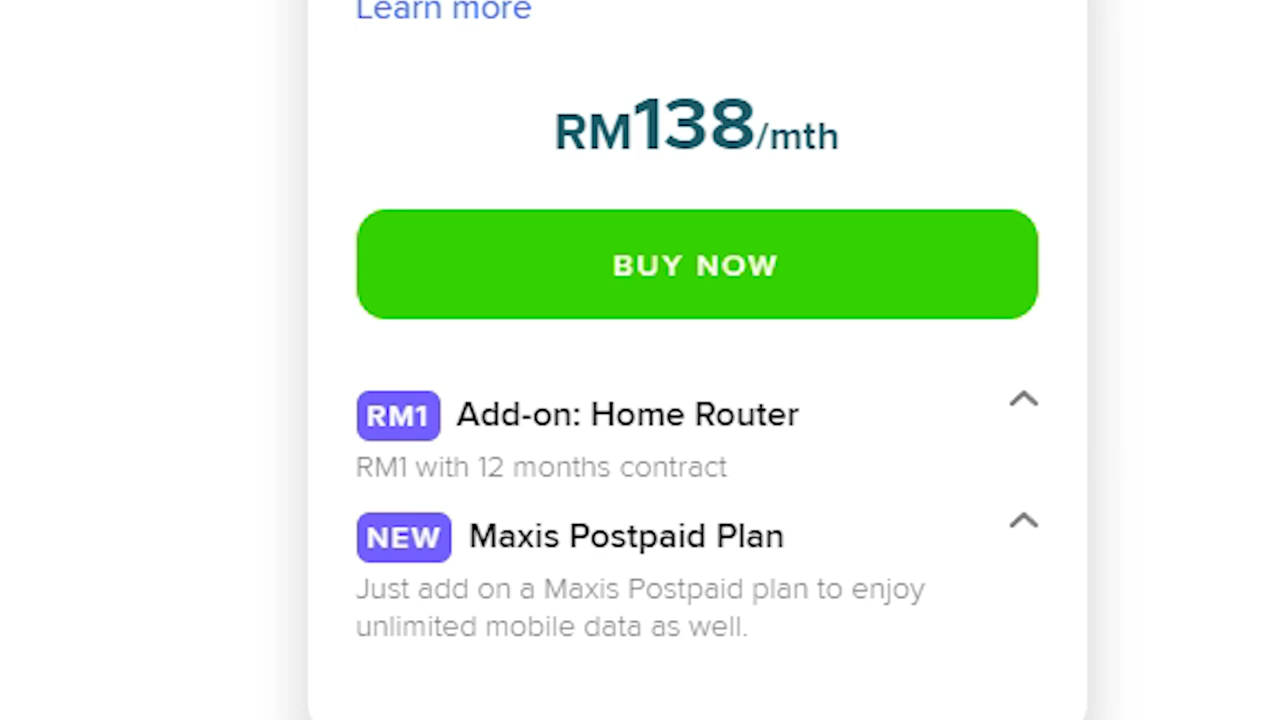 Learn more
RM138/mth
BUY NOW
RM1 Add-on: Home Router
RM1 with 12 months contract
NEW Maxis Postpaid Plan
Just add on a Maxis Postpaid plan to enjoy
unlimited mobile data as well.